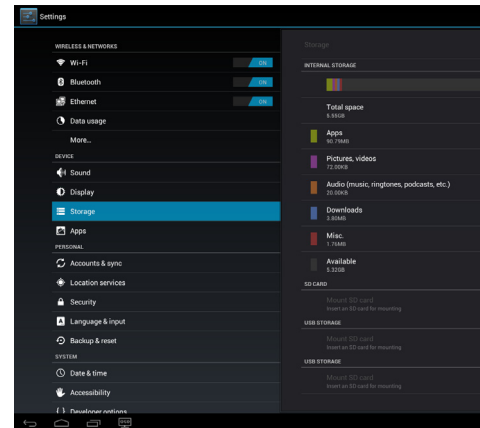 Settings
WIRELESS & NETWORKS
Wi-Fi
ON
Bluetooth
ON
Ethernet
ON
Data usage
More...
DEVICE
Sound
Display
Storage
Apps
PERSONAL
Accounts & sync
Location services
Security
Language & input
Backup & reset
SYSTEM
Date & time
Accessibility
{ } Developer options
Storage
INTERNAL STORAGE
Total space
5.55GB
Apps
90.79MB
Pictures, videos
72.00KB
Audio (music, ringtones, podcasts, etc.)
20.00KB
Downloads
3.80MB
Misc.
1.76MB
Available
5.32GB
SD CARD
Mount SD card
Insert an SD card for mounting
USB STORAGE
Mount SD card
Insert an SD card for mounting
USB STORAGE
Mount SD card
Insert an SD card for mounting